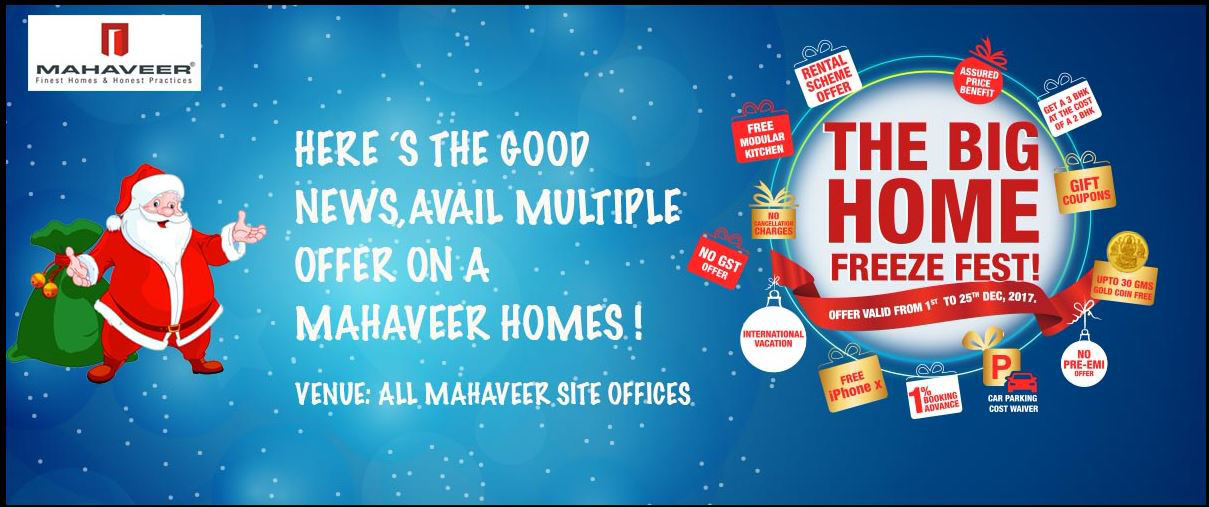 MAHAVEER®
Finest Homes & Honest Practices
HERE 'S THE GOOD
NEWS,AVAIL MULTIPLE
OFFER ON A
MAHAVEER HOMES !
VENUE: ALL MAHAVEER SITE OFFICES
THE BIG
HOME
FREEZE FEST!
OFFER VALID FROM 1ST TO 25TH DEC, 2017.
RENTAL
SCHEME
OFFER
ASSURED
PRICE
BENEFIT
GET A 3 BHK
AT THE COST
OF A 2 BHK
GIFT
COUPONS
UPTO 30 GMS
GOLD COIN FREE
NO
PRE-EMI
OFFER
P
CAR PARKING
COST WAIVER
1%
BOOKING
ADVANCE
FREE
iPhone x
INTERNATIONAL
VACATION
NO GST
OFFER
NO
CANCELLATION
CHARGES
FREE
MODULAR
KITCHEN